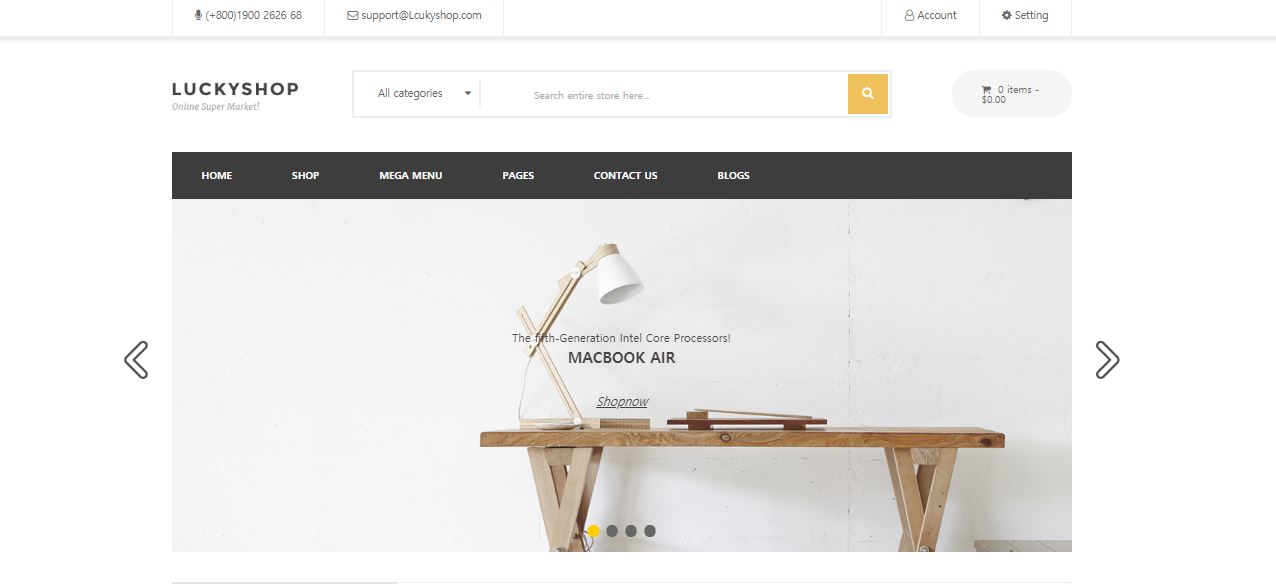 (+800)1900 2626 68
support@Lcukyshop.com
Account
Setting
LUCKYSHOP
Online Super Market!
All categories
Search entire store here...
0 items -
$0.00
HOME
SHOP
MEGA MENU
PAGES
CONTACT US
BLOGS
The fifth-Generation Intel Core Processors!
MACBOOK AIR
Shopnow